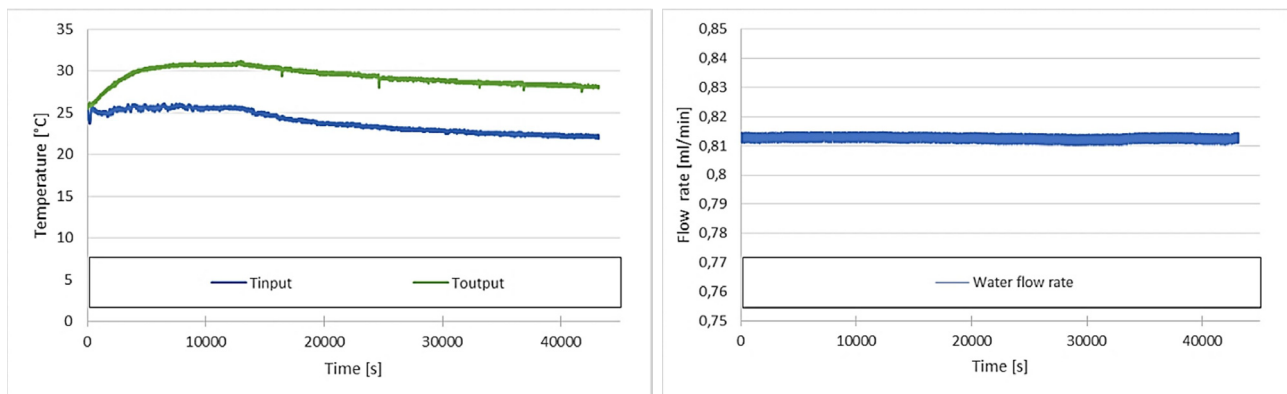 Temperature [°C]
35
30
25
20
15
10
5
0
Tinput Toutput
0 10000 20000 30000 40000
Time [s]
Flow rate [ml/min]
0,85
0,84
0,83
0,82
0,81
0,8
0,79
0,78
0,77
0,76
0,75
Water flow rate
0 10000 20000 30000 40000
Time [s]